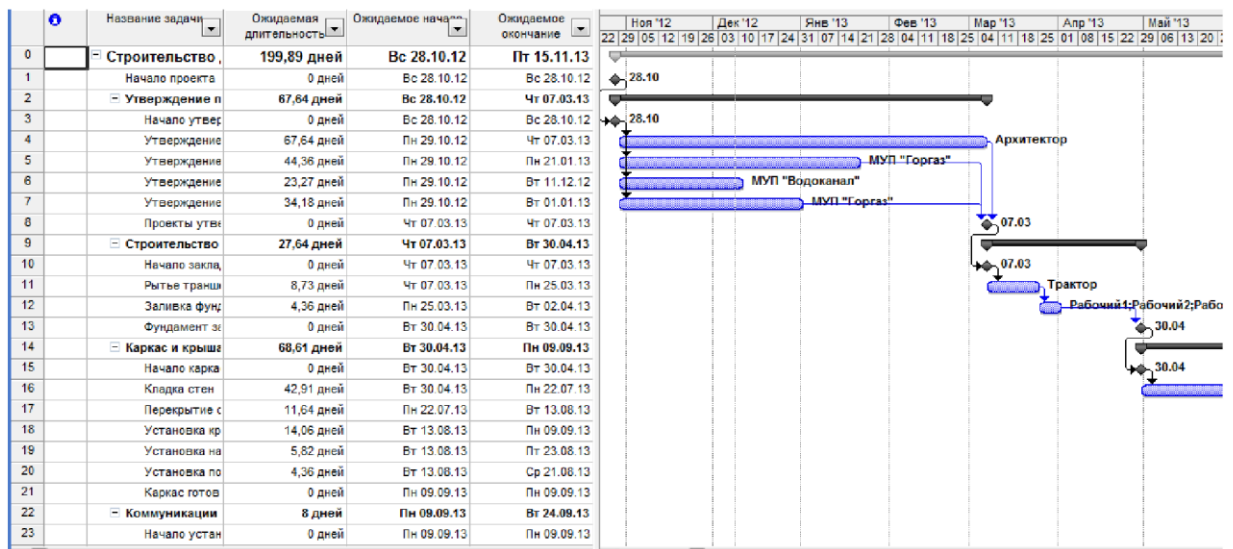 Название задачи
Ожидаемая длительность
Ожидаемое начало
Ожидаемое окончание
Ноя '12 Дек '12 Янв '13 Фев '13 Мар '13 Апр '13 Май '13
22 29 05 12 19 26 03 10 17 24 31 07 14 21 28 04 11 18 25 04 11 18 25 01 08 15 22 29 06 13 20
0 Строительство, 199,89 дней Вс 28.10.12 Пт 15.11.13
1 Начало проекта 0 дней Вс 28.10.12 Вс 28.10.12 28.10
2 Утверждение п 67,64 дней Вс 28.10.12 Чт 07.03.13
3 Начало утвер 0 дней Вс 28.10.12 Вс 28.10.12 28.10
4 Утверждение 67,64 дней Пн 29.10.12 Чт 07.03.13 Архитектор
5 Утверждение 44,36 дней Пн 29.10.12 Пн 21.01.13 МУП "Горгаз"
6 Утверждение 23,27 дней Пн 29.10.12 Вт 11.12.12 МУП "Водоканал"
7 Утверждение 34,18 дней Пн 29.10.12 Вт 01.01.13 МУП "Горгаз"
8 Проекты утве 0 дней Чт 07.03.13 Чт 07.03.13 07.03
9 Строительство 27,64 дней Чт 07.03.13 Вт 30.04.13
10 Начало закла, 0 дней Чт 07.03.13 Чт 07.03.13 07.03
11 Рытье транше 8,73 дней Чт 07.03.13 Пн 25.03.13 Трактор
12 Заливка фунд 4,36 дней Пн 25.03.13 Вт 02.04.13 Рабочий1;Рабочий2;Рабо
13 Фундамент за 0 дней Вт 30.04.13 Вт 30.04.13 30.04
14 Каркас и крыша 68,61 дней Вт 30.04.13 Пн 09.09.13
15 Начало карка 0 дней Вт 30.04.13 Вт 30.04.13 30.04
16 Кладка стен 42,91 дней Вт 30.04.13 Пн 22.07.13
17 Перекрытие с 11,64 дней Пн 22.07.13 Вт 13.08.13
18 Установка кр 14,06 дней Вт 13.08.13 Пн 09.09.13
19 Установка на 5,82 дней Вт 13.08.13 Пт 23.08.13
20 Установка по 4,36 дней Вт 13.08.13 Ср 21.08.13
21 Каркас готов 0 дней Пн 09.09.13 Пн 09.09.13
22 Коммуникации 8 дней Пн 09.09.13 Вт 24.09.13
23 Начало устан 0 дней Пн 09.09.13 Пн 09.09.13